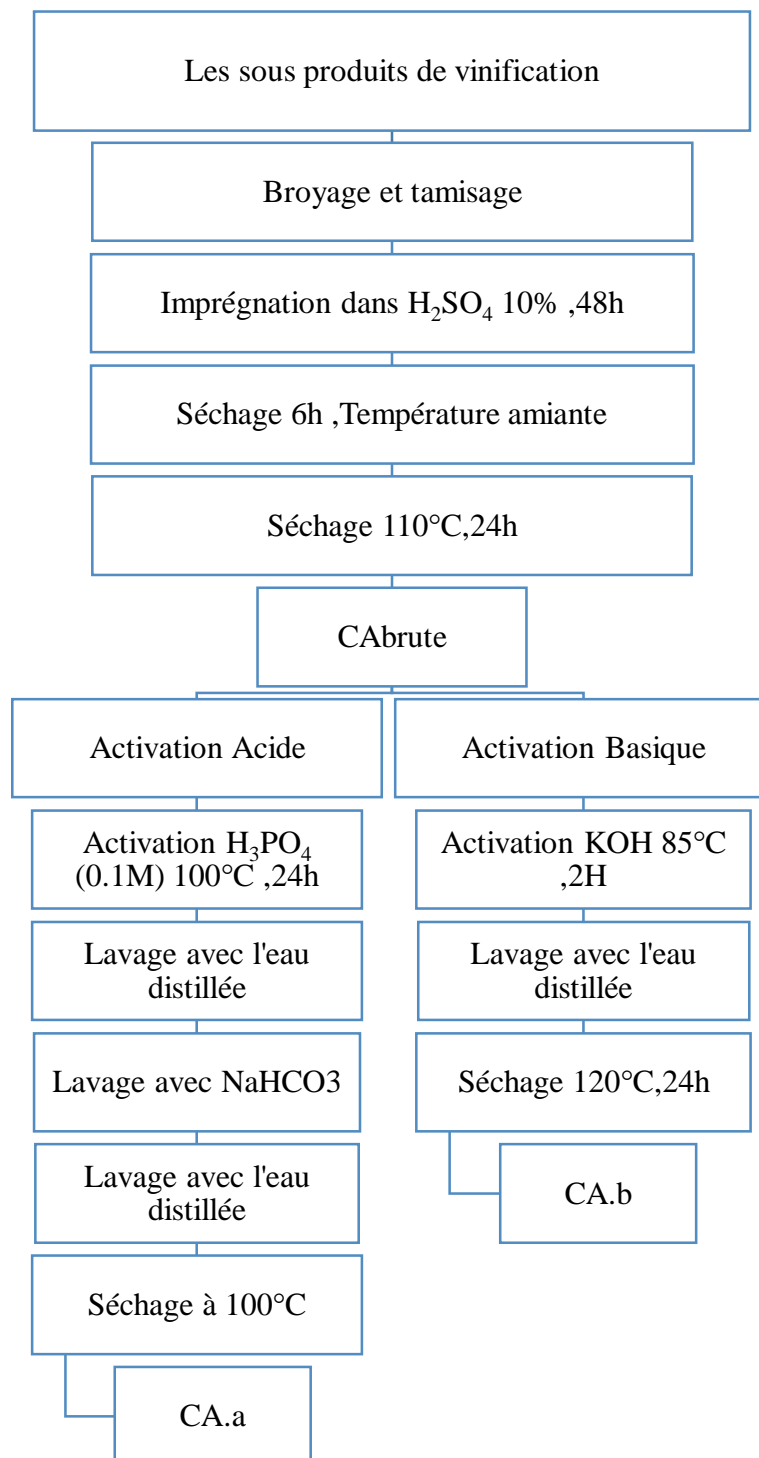 Les sous produits de vinification
Broyage et tamisage
Imprégnation dans H₂SO₄ 10% ,48h
Séchage 6h ,Température amiante
Séchage 110°C,24h
CAbrute
Activation Acide
Activation H₃PO₄
(0.1M) 100°C ,24h
Lavage avec l'eau
distillée
Lavage avec NaHCO3
Lavage avec l'eau
distillée
Séchage à 100°C
CA.a
Activation Basique
Activation KOH 85°C
,2H
Lavage avec l'eau
distillée
Séchage 120°C,24h
CA.b